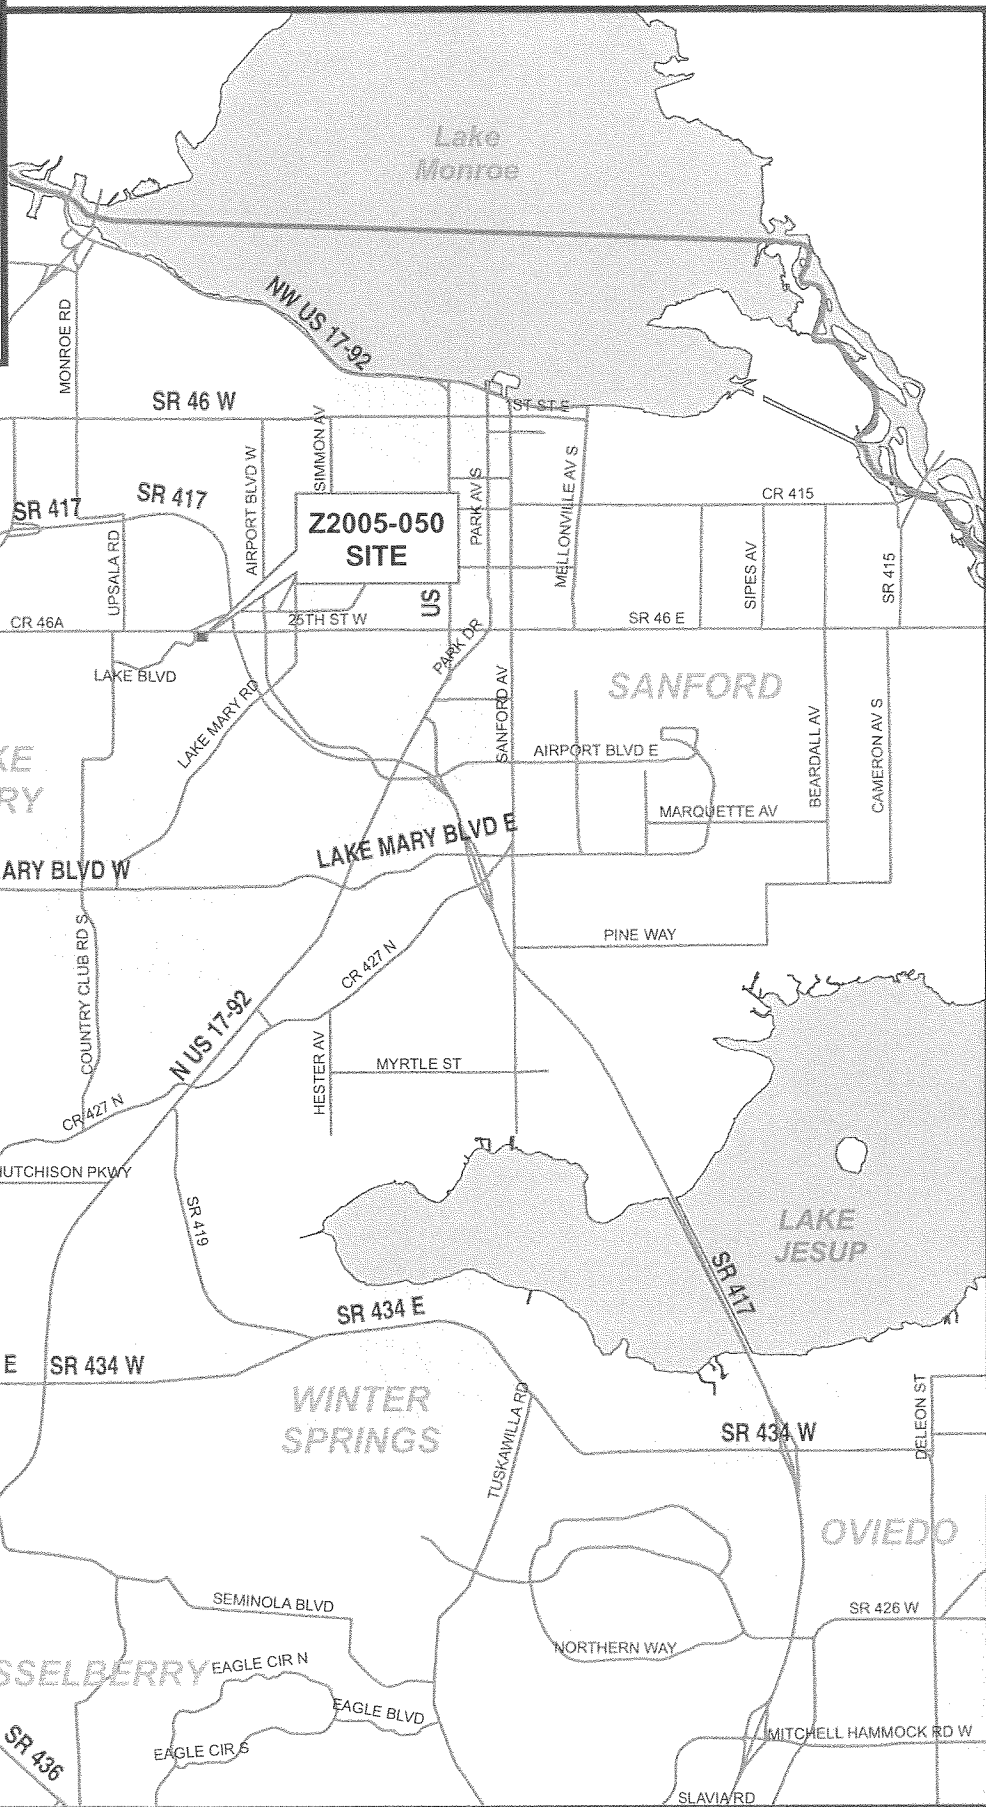 Lake
Monroe
NW US 17-92
MONROE RD
SR 46 W
ST ST E
SIMMON AV
AIRPORT BLVD W
PARK AV S
MELLONVILLE AV S
CR 415
SR 417
SR 417
Z2005-050
SITE
UPSALA RD
SIPES AV
SR 415
US
CR 46A
25TH ST W
SR 46 E
PARK DR
LAKE BLVD
LAKE MARY RD
SANFORD AV
SANFORD
KE
RY
AIRPORT BLVD E
BEARDALL AV
CAMERON AV S
MARQUETTE AV
LAKE MARY BLVD E
ARY BLVD W
COUNTRY CLUB RD S
PINE WAY
CR 427 N
N US 17-92
HESTER AV
MYRTLE ST
CR 427 N
HUTCHISON PKWY
SR 419
LAKE
JESUP
SR 417
SR 434 E
E
SR 434 W
WINTER
SPRINGS
TUSKAWILLA RD
SR 434 W
DELEON ST
OVIEDO
SEMINOLA BLVD
SR 426 W
NORTHERN WAY
SSELBERRY
EAGLE CIR N
EAGLE BLVD
EAGLE CIR S
SR 436
MITCHELL HAMMOCK RD W
SLAVIA RD